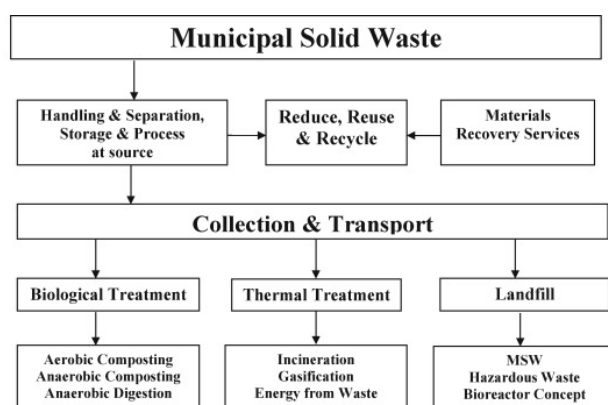 Municipal Solid Waste
Handling & Separation,
Storage & Process
at source
Reduce, Reuse
& Recycle
Materials
Recovery Services
Collection & Transport
Biological Treatment
Thermal Treatment
Landfill
Aerobic Composting
Anaerobic Composting
Anaerobic Digestion
Incineration
Gasification
Energy from Waste
MSW
Hazardous Waste
Bioreactor Concept